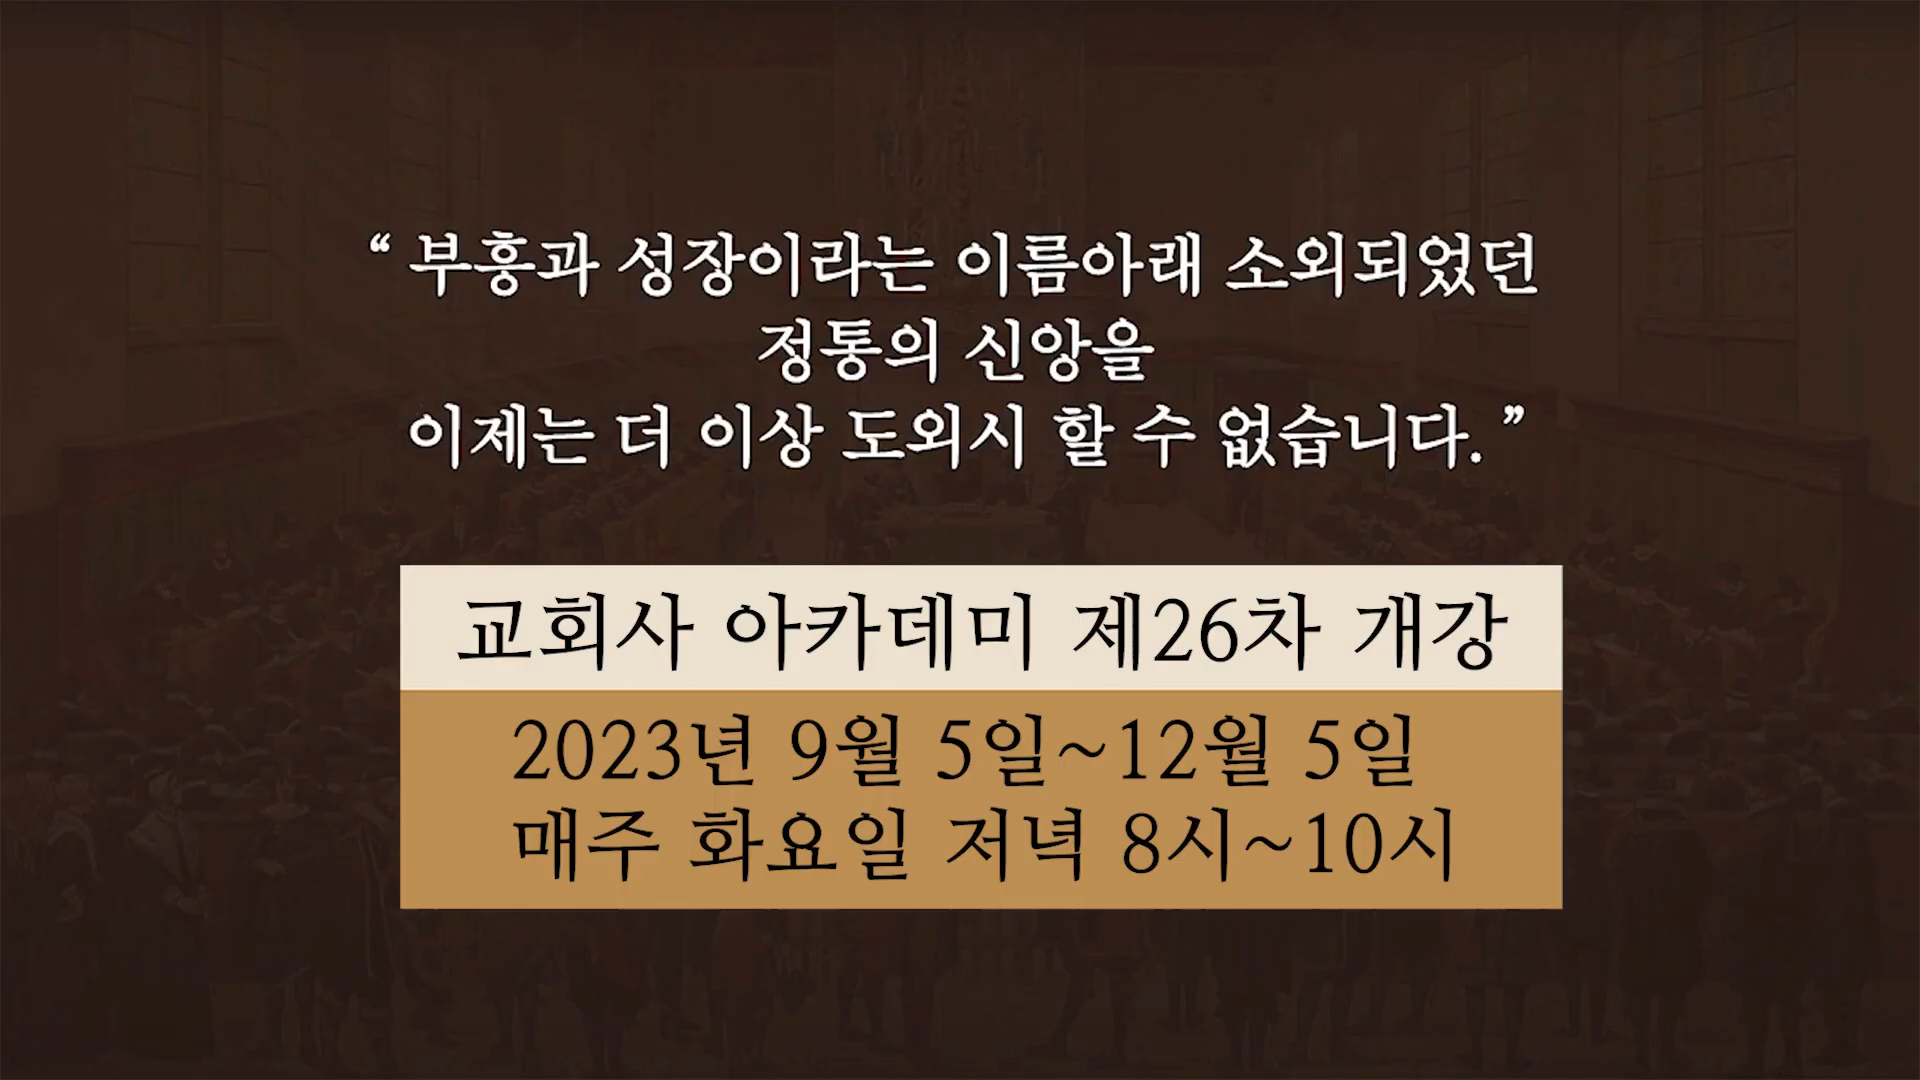 “ 부흥과 성장이라는 이름아래 소외되었던
정통의 신앙을
이제는 더 이상 도외시 할 수 없습니다. ”
교회사 아카데미 제26차 개강
2023년 9월 5일~12월 5일
매주 화요일 저녁 8시~10시